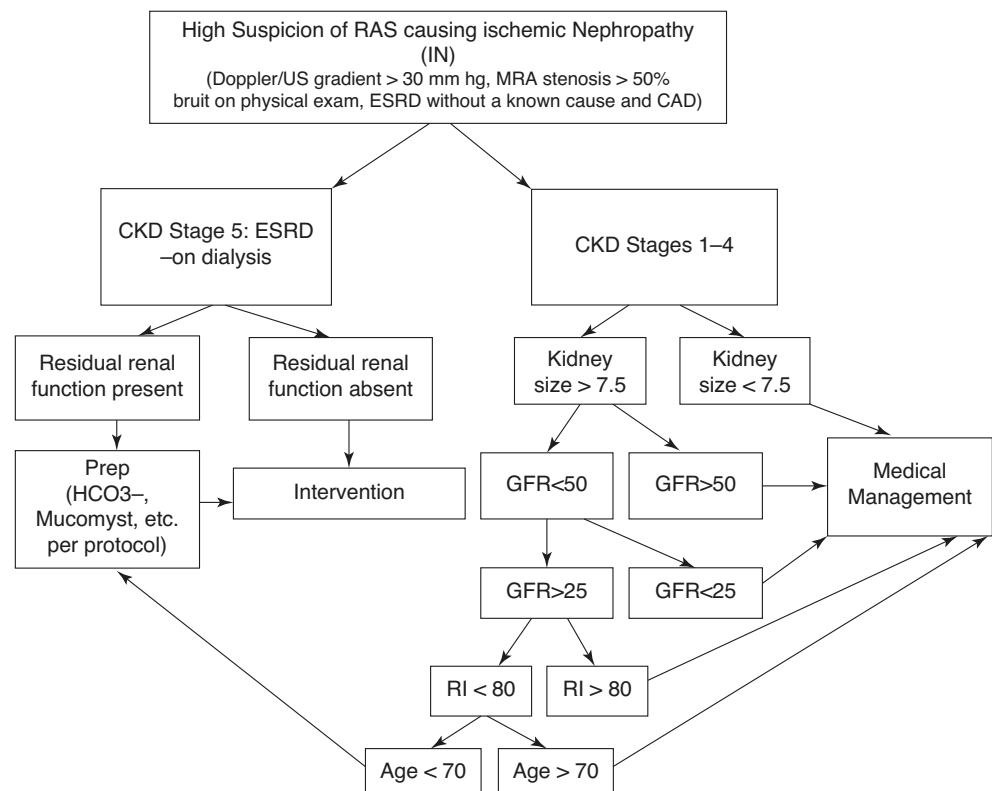 High Suspicion of RAS causing ischemic Nephropathy
(IN)
(Doppler/US gradient > 30 mm hg, MRA stenosis > 50%
bruit on physical exam, ESRD without a known cause and CAD)
CKD Stage 5: ESRD
–on dialysis
CKD Stages 1–4
Residual renal
function present
Residual renal
function absent
Kidney
size > 7.5
Kidney
size < 7.5
Prep
(HCO3–,
Mucomyst, etc.
per protocol)
Intervention
GFR<50
GFR>50
Medical
Management
GFR>25
GFR<25
RI < 80
RI > 80
Age < 70
Age > 70